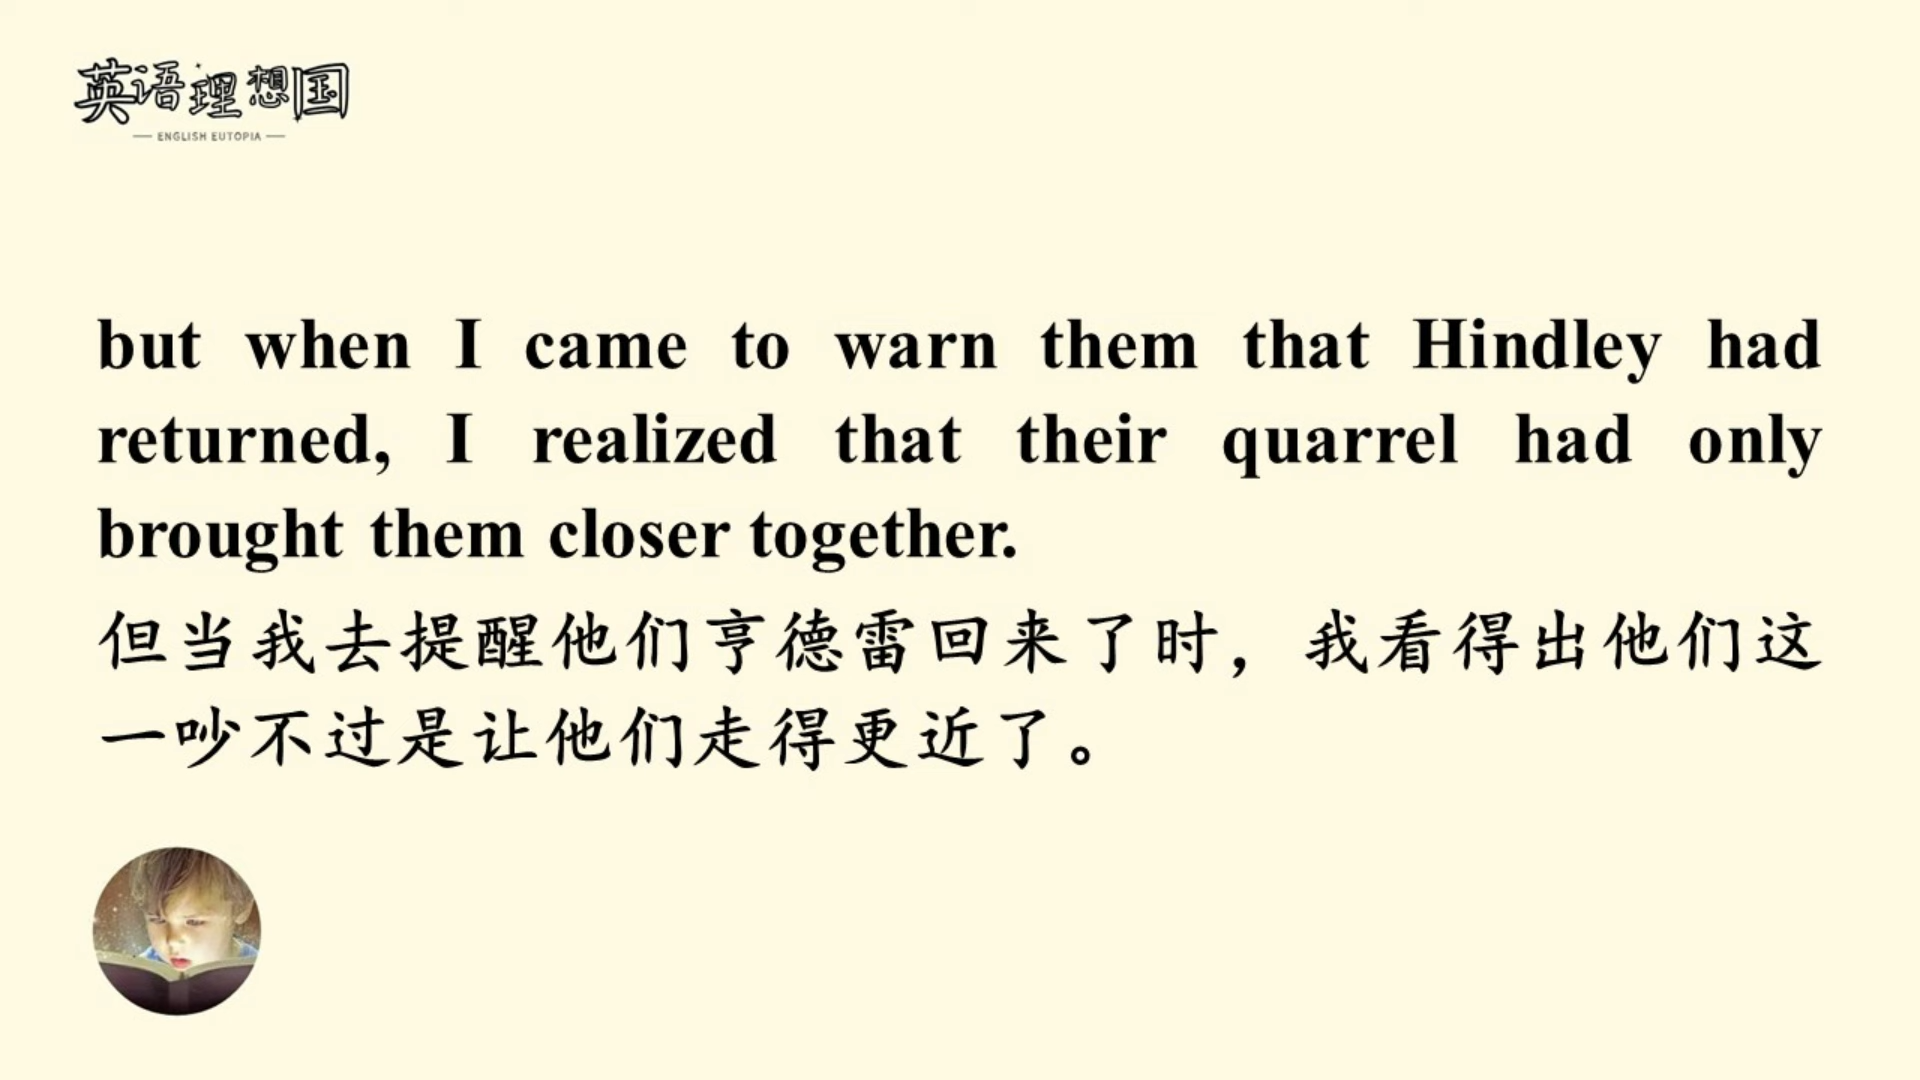 英语理想国
ENGLISH EUTOPIA
but when I came to warn them that Hindley had
returned, I realized that their quarrel had only
brought them closer together.
但当我去提醒他们亨德雷回来了时，我看得出他们这
一吵不过是让他们走得更近了。